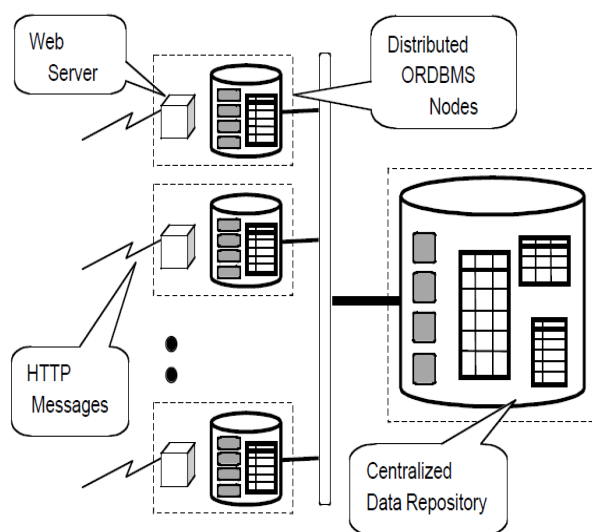 Web
Server
Distributed
ORDBMS
Nodes
HTTP
Messages
Centralized
Data Repository